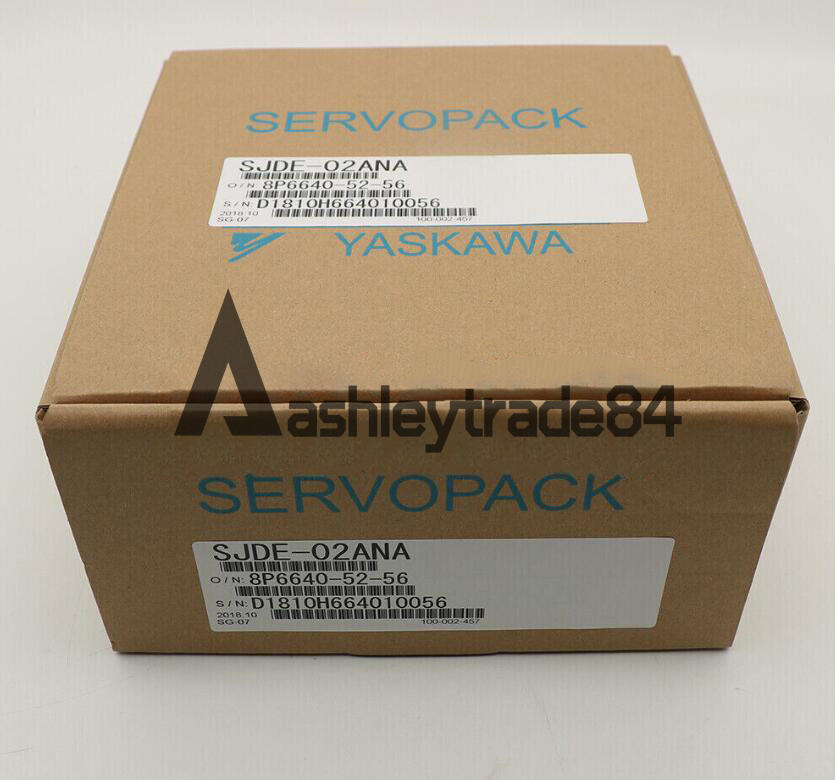 SERVOPACK
SJDE-02ANA
O/N: 8P6640-52-56
S/N: D1810H664010056
2018.10
SG-07 100-002-457
YASKAWA
Aashleytrade84
SERVOPACK
SJDE-02ANA
O/N: 8P6640-52-56
S/N: D1810H664010056
2018.10
SG-07 100-002-457